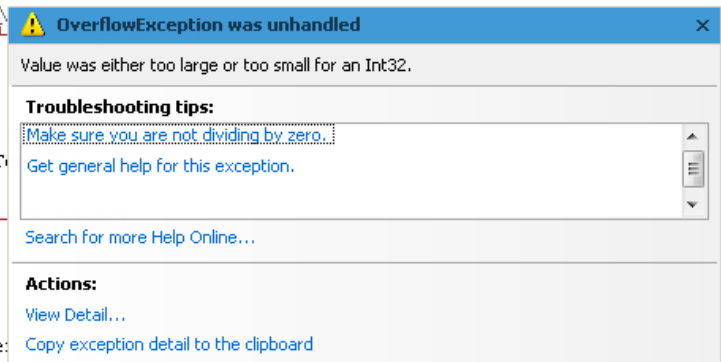 OverflowException was unhandled
Value was either too large or too small for an Int32.
Troubleshooting tips:
Make sure you are not dividing by zero.
Get general help for this exception.
Search for more Help Online...
Actions:
View Detail...
Copy exception detail to the clipboard